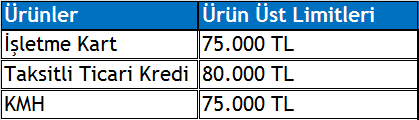 Ürünler Ürün Üst Limitleri
İşletme Kart 75.000 TL
Taksitli Ticari Kredi 80.000 TL
KMH 75.000 TL